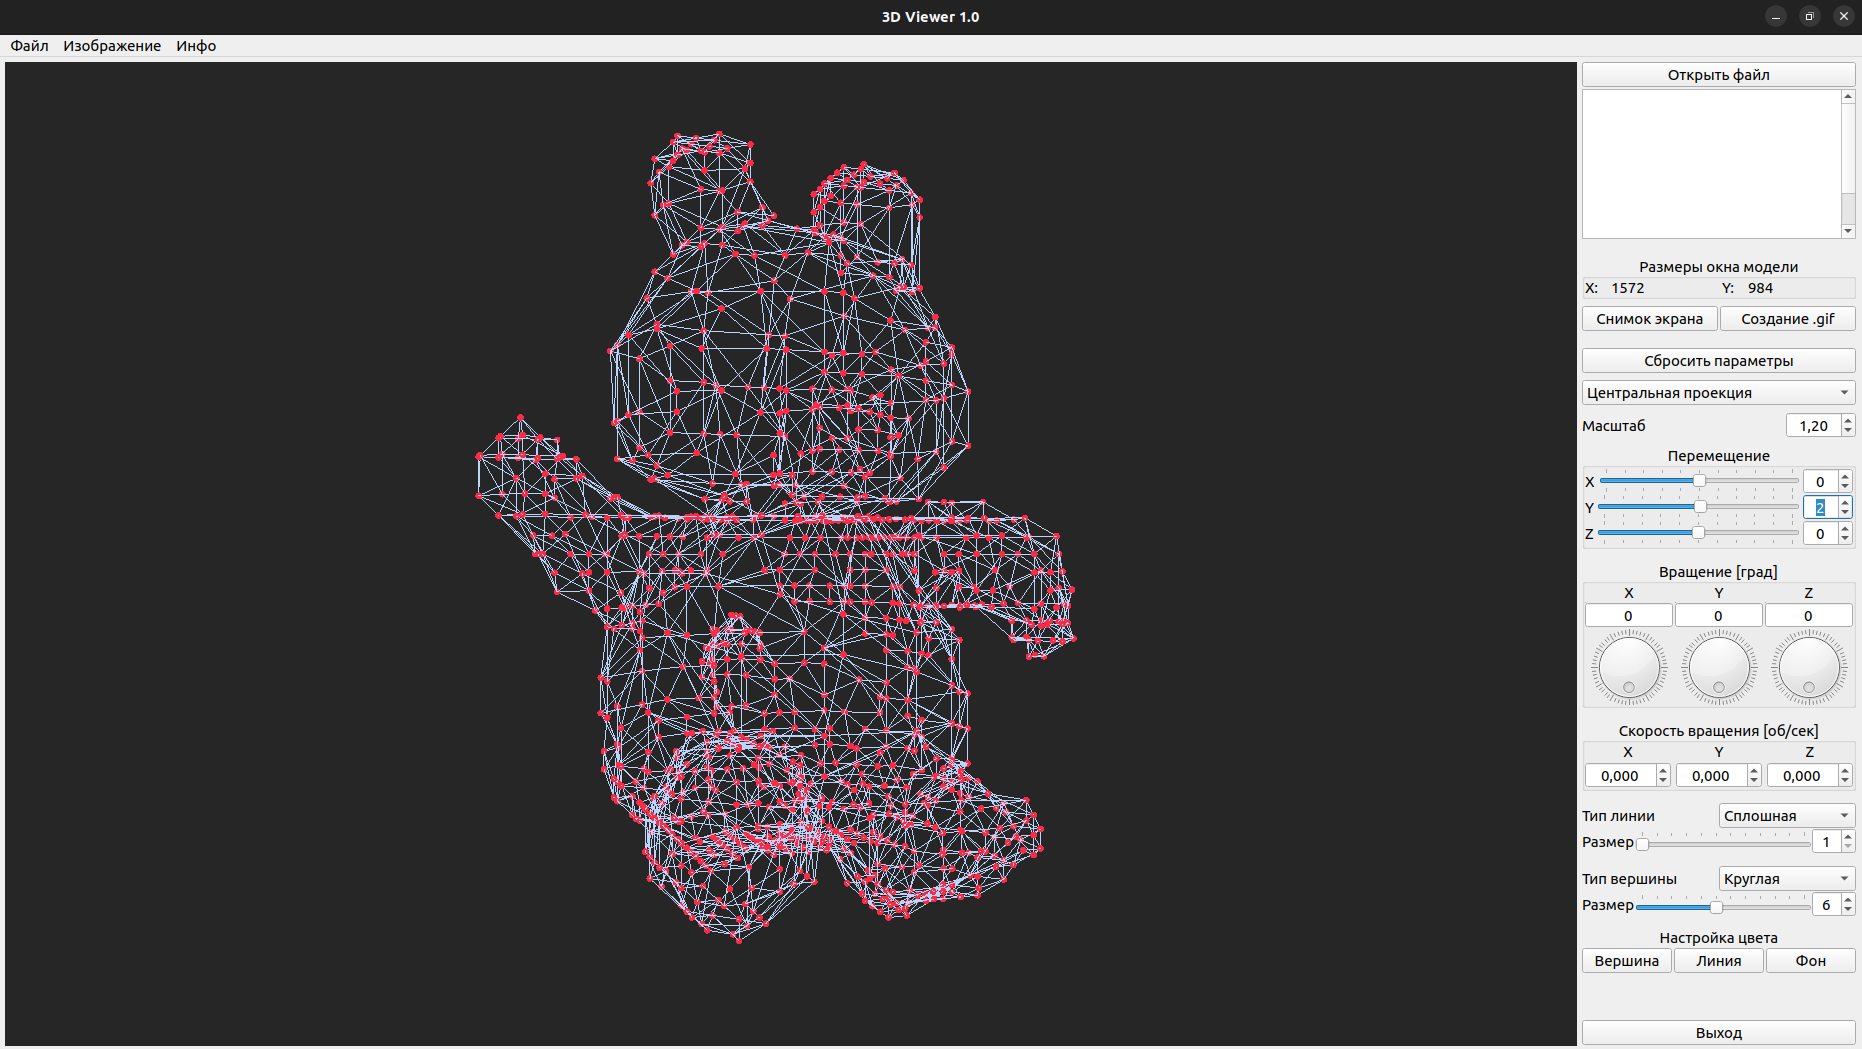 3D Viewer 1.0
Файл Изображение Инфо
Открыть файл
Размеры окна модели
X: 1572 Y: 984
Снимок экрана Создание .gif
Сбросить параметры
Центральная проекция
Масштаб 1,20
Перемещение
X 0
Y 2
Z 0
Вращение [град]
X Y Z
0 0 0
Скорость вращения [об/сек]
X Y Z
0,000 0,000 0,000
Тип линии Сплошная
Размер 1
Тип вершины Круглая
Размер 6
Настройка цвета
Вершина Линия Фон
Выход